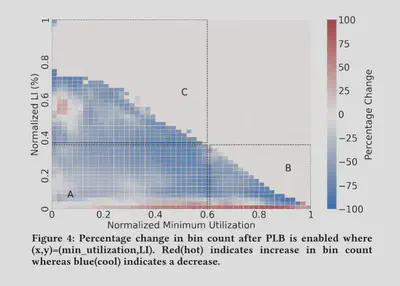 1
0.8
0.6
0.4
0.2
0
Normalized LI (%)
C
B
A
0 0.2 0.4 0.6 0.8 1
Normalized Minimum Utilization
100
75
50
25
0
−25
−50
−75
−100
Percentage Change
Figure 4: Percentage change in bin count after PLB is enabled where
(x,y)=(min_utilization,LI). Red(hot) indicates increase in bin count
whereas blue(cool) indicates a decrease.